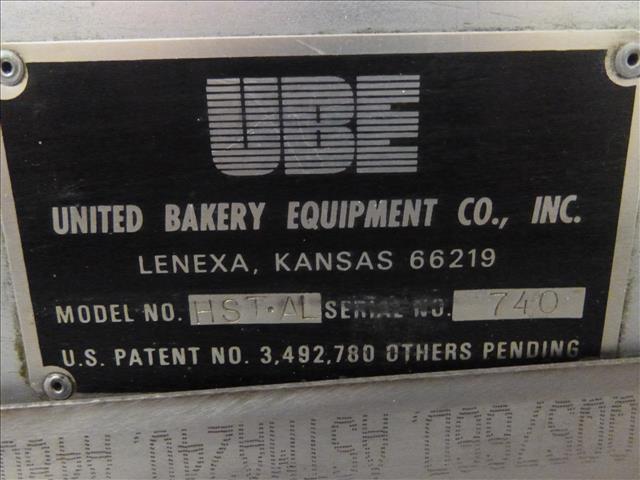 UBE
UNITED BAKERY EQUIPMENT CO., INC.
LENEXA, KANSAS 66219
MODEL NO. HST·AL SERIAL NO. 740
U.S. PATENT NO. 3,492,780 OTHERS PENDING